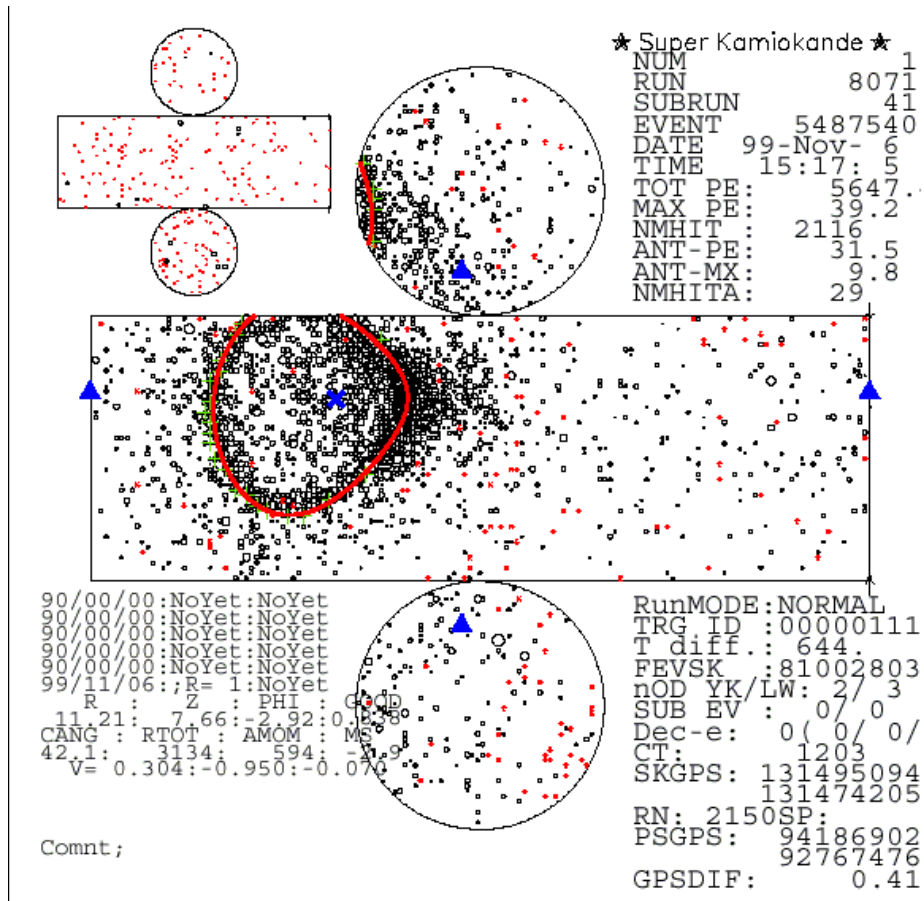 ★ Super Kamiokande ★
NUM 1
RUN 8071
SUBRUN 41
EVENT 5487540
DATE 99-Nov- 6
TIME 15:17: 5
TOT PE: 5647.
MAX PE: 39.2
NMHIT : 2116
ANT-PE: 31.5
ANT-MX: 9.8
NMHITA: 29
90/00/00:NoYet:NoYet
90/00/00:NoYet:NoYet
90/00/00:NoYet:NoYet
90/00/00:NoYet:NoYet
90/00/00:NoYet:NoYet
99/11/06:;R= 1:NoYet
R : Z : PHI : GOOD
11.21: 7.66:-2.92:0.838
CANG : RTOT : AMOM : MS
42.1: 3134: 594:
V= 0.304:-0.950:-0.070
Comnt;
RunMODE:NORMAL
TRG ID :00000111
T diff.: 644.
FEVSK :81002803
nOD YK/LW: 2/ 3
SUB EV : 0/ 0
Dec-e: 0( 0/ 0/
CT: 1203
SKGPS: 131495094
131474205
RN: 2150SP:
PSGPS: 94186902
92767476
GPSDIF: 0.41